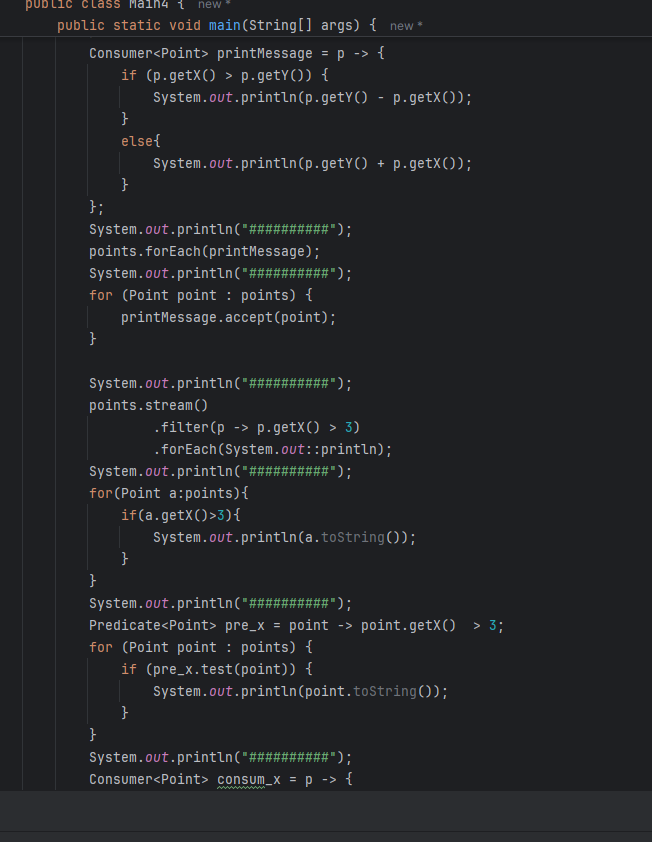 public class Main4 {  new *
public static void main(String[] args) {  new *
Consumer<Point> printMessage = p -> {
if (p.getX() > p.getY()) {
System.out.println(p.getY() - p.getX());
}
else{
System.out.println(p.getY() + p.getX());
}
};
System.out.println("##########");
points.forEach(printMessage);
System.out.println("##########");
for (Point point : points) {
printMessage.accept(point);
}
System.out.println("##########");
points.stream()
.filter(p -> p.getX() > 3)
.forEach(System.out::println);
System.out.println("##########");
for(Point a:points){
if(a.getX()>3){
System.out.println(a.toString());
}
}
System.out.println("##########");
Predicate<Point> pre_x = point -> point.getX()  > 3;
for (Point point : points) {
if (pre_x.test(point)) {
System.out.println(point.toString());
}
}
System.out.println("##########");
Consumer<Point> consum_x = p -> {